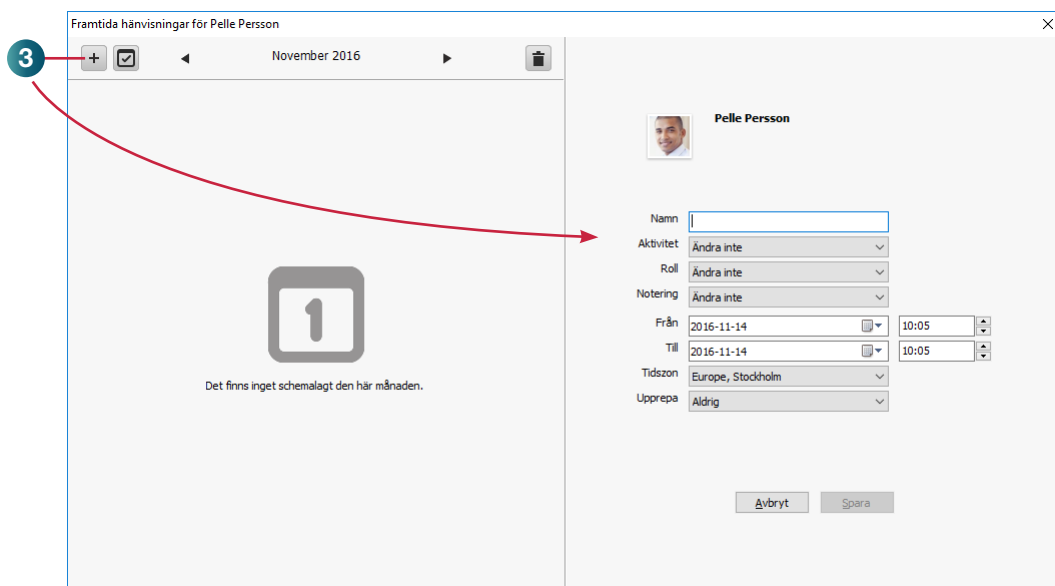 Framtida hänvisningar för Pelle Persson
3
November 2016
1
Det finns inget schemalagt den här månaden.
Pelle Persson
Namn
Aktivitet Ändra inte
Roll Ändra inte
Notering Ändra inte
Från 2016-11-14 10:05
Till 2016-11-14 10:05
Tidszon Europe, Stockholm
Upprepa Aldrig
Avbryt Spara